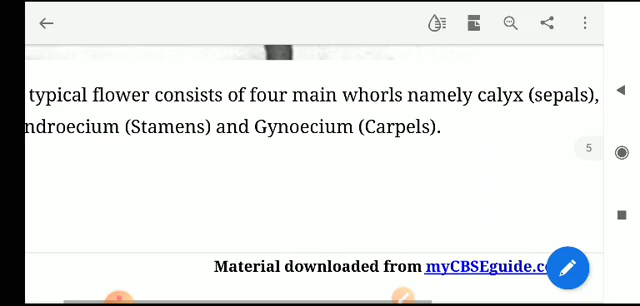 typical flower consists of four main whorls namely calyx (sepals),
ndroecium (Stamens) and Gynoecium (Carpels).
5
Material downloaded from myCBSEguide.c